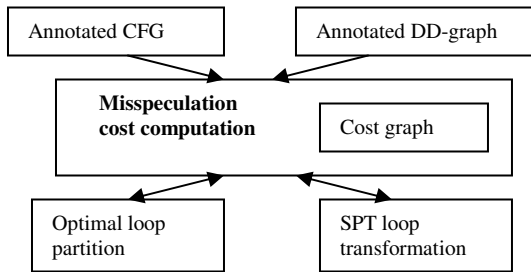 Annotated CFG
Annotated DD-graph
Misspeculation
cost computation
Cost graph
Optimal loop
partition
SPT loop
transformation